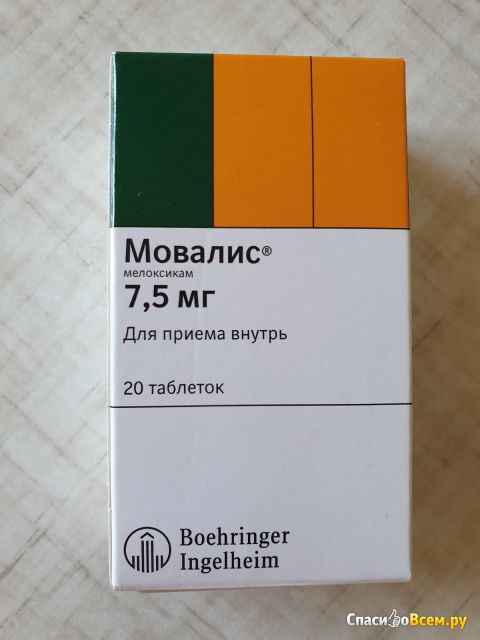 Мовалис®
мелоксикам
7,5 мг
Для приема внутрь
20 таблеток
Boehringer
Ingelheim
СпасибоВсем.ру